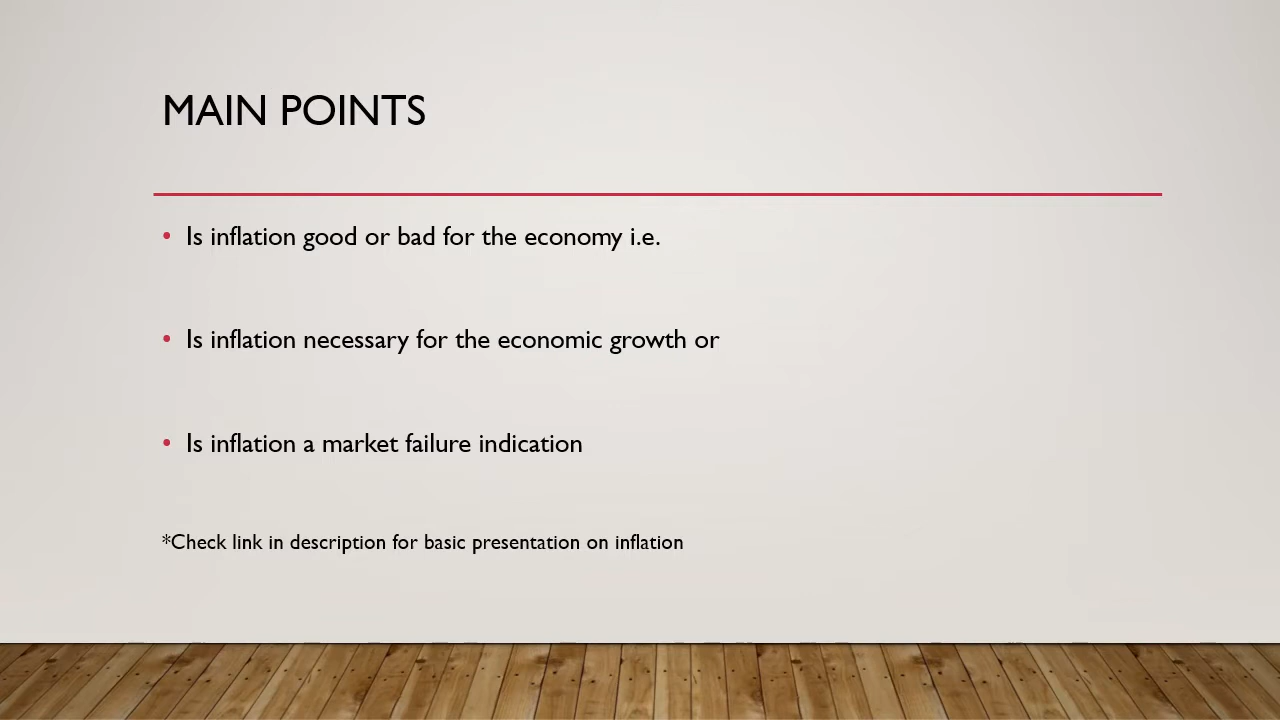 MAIN POINTS
• Is inflation good or bad for the economy i.e.
• Is inflation necessary for the economic growth or
• Is inflation a market failure indication
*Check link in description for basic presentation on inflation